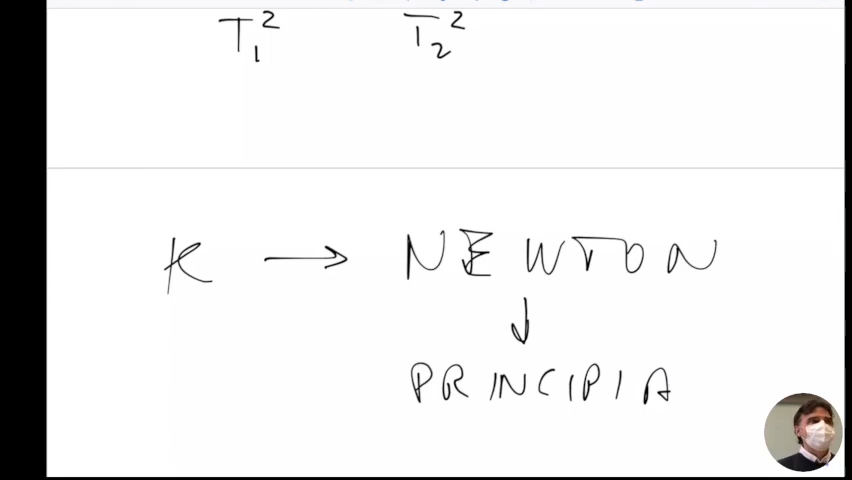 T₁² T₂²
K → NEWTON
↓
PRINCIPIA